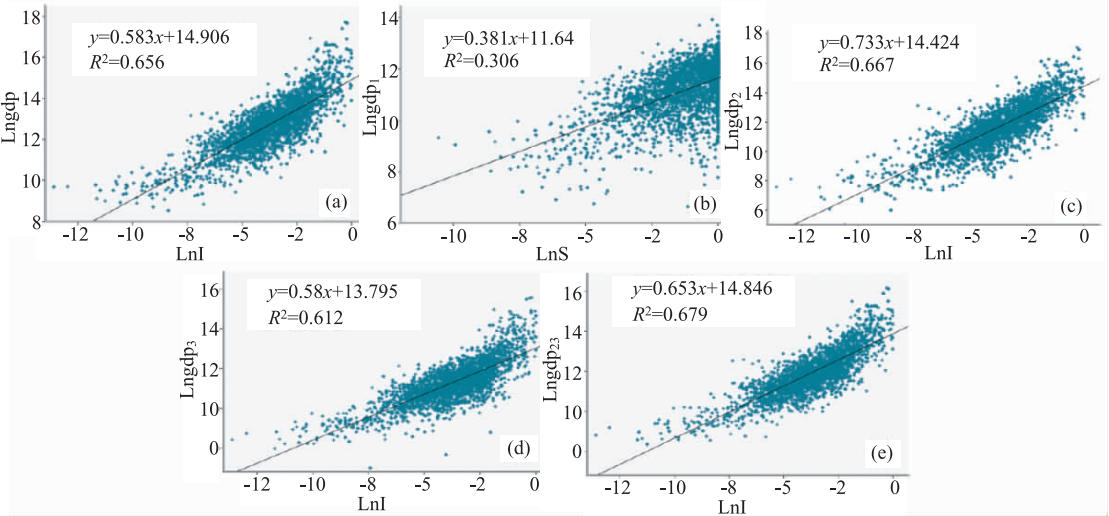 y=0.583x+14.906
R²=0.656
Lngdp
18
16
14
12
10
8
-12
-10
-8
-5
-2
0
LnI
(a)
y=0.381x+11.64
R²=0.306
Lngdp₁
14
12
10
8
6
-10
-8
-5
-2
0
LnS
(b)
y=0.733x+14.424
R²=0.667
Lngdp₂
18
16
14
12
10
8
6
-12
-10
-8
-5
-2
0
LnI
(c)
y=0.58x+13.795
R²=0.612
Lngdp₃
16
14
12
10
0
-12
-10
-8
-5
-2
0
LnI
(d)
y=0.653x+14.846
R²=0.679
Lngdp₂₃
16
14
12
10
0
-12
-10
-8
-5
-2
0
LnI
(e)